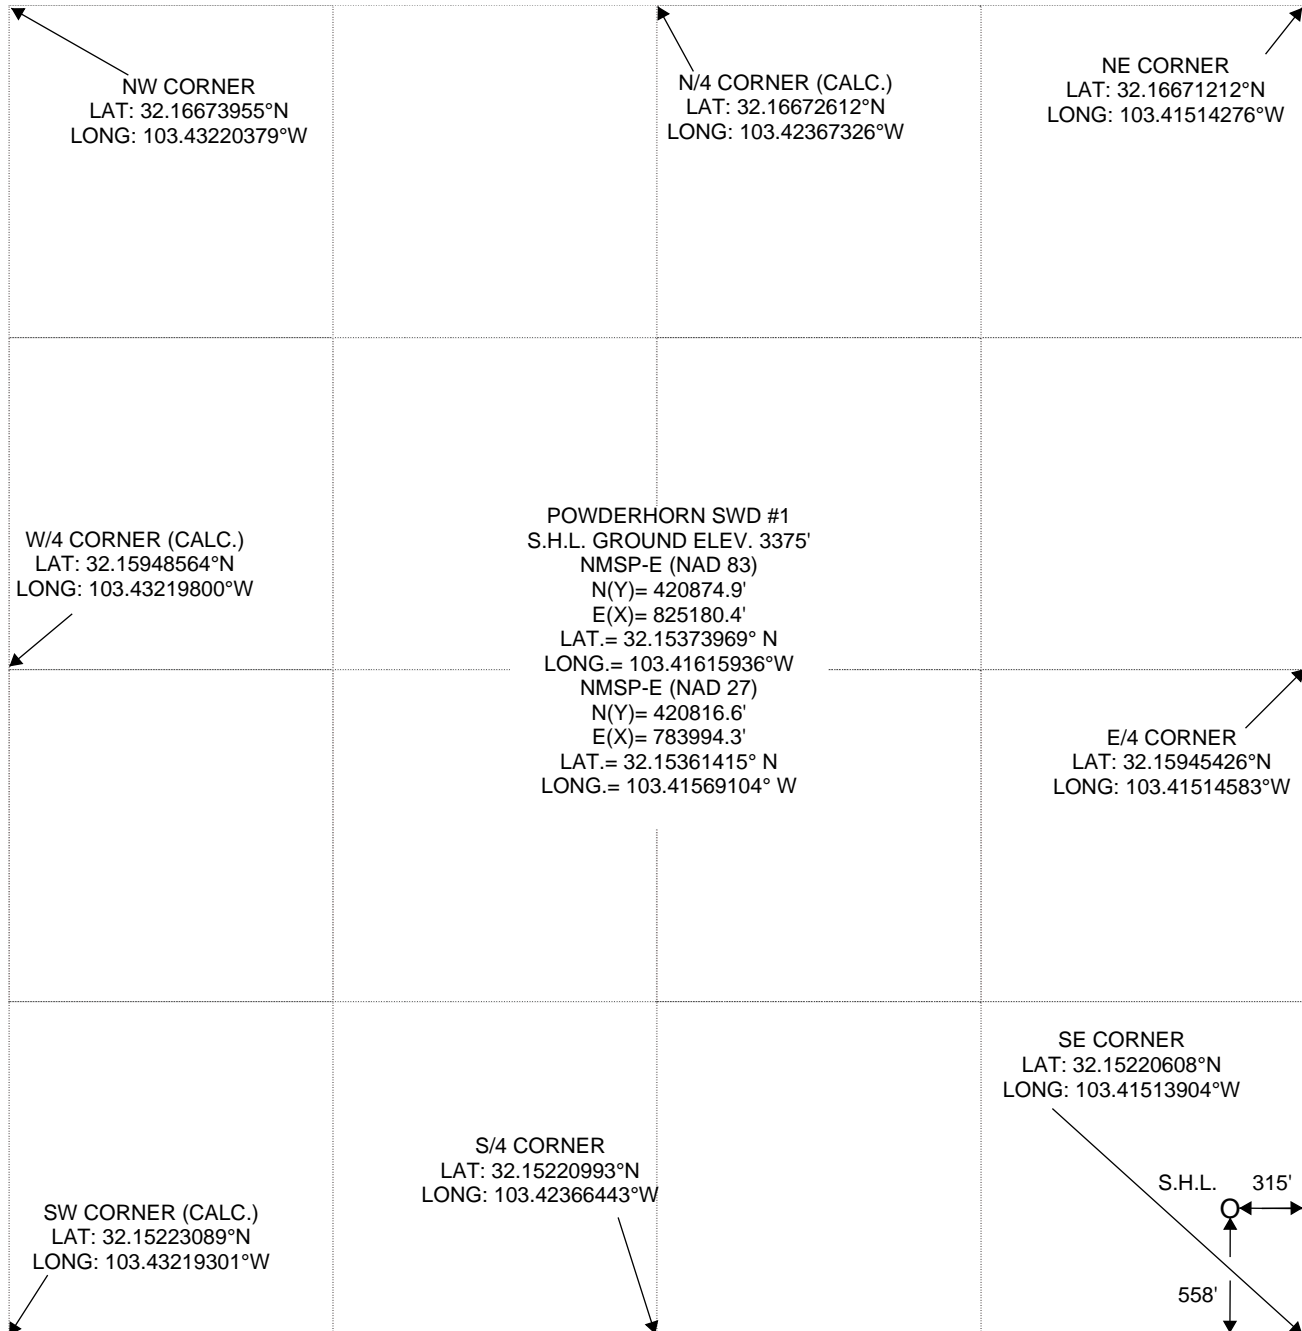 NW CORNER
LAT: 32.16673955°N
LONG: 103.43220379°W
N/4 CORNER (CALC.)
LAT: 32.16672612°N
LONG: 103.42367326°W
NE CORNER
LAT: 32.16671212°N
LONG: 103.41514276°W
W/4 CORNER (CALC.)
LAT: 32.15948564°N
LONG: 103.43219800°W
POWDERHORN SWD #1
S.H.L. GROUND ELEV. 3375'
NMSP-E (NAD 83)
N(Y)= 420874.9'
E(X)= 825180.4'
LAT.= 32.15373969° N
LONG.= 103.41615936°W
NMSP-E (NAD 27)
N(Y)= 420816.6'
E(X)= 783994.3'
LAT.= 32.15361415° N
LONG.= 103.41569104° W
E/4 CORNER
LAT: 32.15945426°N
LONG: 103.41514583°W
SE CORNER
LAT: 32.15220608°N
LONG: 103.41513904°W
S/4 CORNER
LAT: 32.15220993°N
LONG: 103.42366443°W
SW CORNER (CALC.)
LAT: 32.15223089°N
LONG: 103.43219301°W
S.H.L. 315'
O
558'